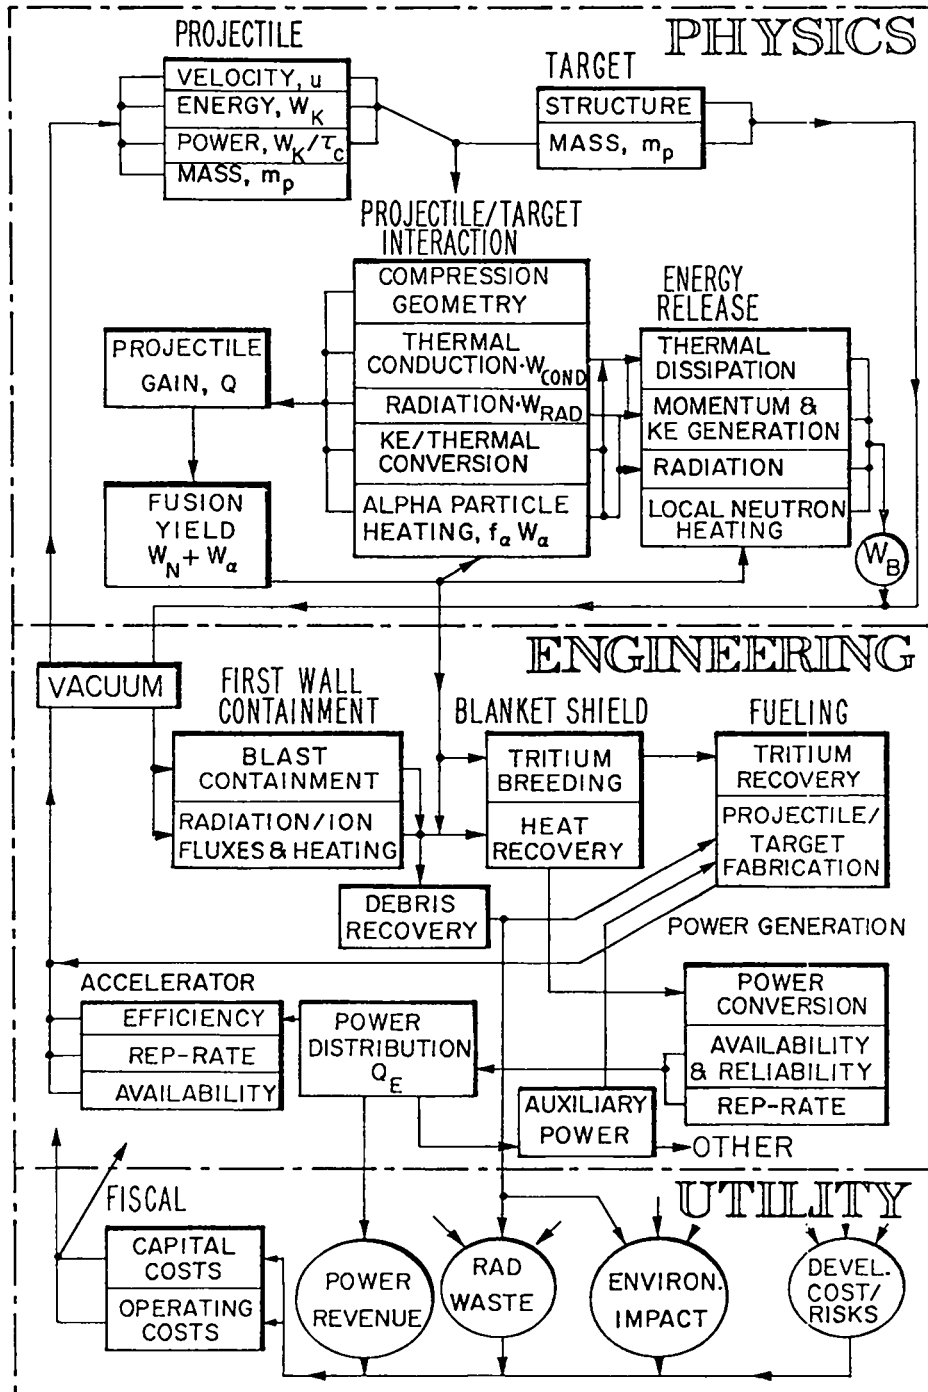 PHYSICS
PROJECTILE
VELOCITY, u
ENERGY, W_K
POWER, W_K/τ_c
MASS, m_p
TARGET
STRUCTURE
MASS, m_p
PROJECTILE/TARGET
INTERACTION
COMPRESSION
GEOMETRY
THERMAL
CONDUCTION·W_COND
RADIATION·W_RAD
KE/THERMAL
CONVERSION
ALPHA PARTICLE
HEATING, f_α W_α
ENERGY
RELEASE
THERMAL
DISSIPATION
MOMENTUM &
KE GENERATION
RADIATION
LOCAL NEUTRON
HEATING
PROJECTILE
GAIN, Q
FUSION
YIELD
W_N + W_α
W_B
ENGINEERING
VACUUM
FIRST WALL
CONTAINMENT
BLAST
CONTAINMENT
RADIATION/ION
FLUXES & HEATING
BLANKET SHIELD
TRITIUM
BREEDING
HEAT
RECOVERY
FUELING
TRITIUM
RECOVERY
PROJECTILE/
TARGET
FABRICATION
DEBRIS
RECOVERY
POWER GENERATION
POWER
CONVERSION
AVAILABILITY
& RELIABILITY
REP-RATE
ACCELERATOR
EFFICIENCY
REP-RATE
AVAILABILITY
POWER
DISTRIBUTION
Q_E
AUXILIARY
POWER
OTHER
UTILITY
FISCAL
CAPITAL
COSTS
OPERATING
COSTS
POWER
REVENUE
RAD
WASTE
ENVIRON.
IMPACT
DEVEL.
COST/
RISKS